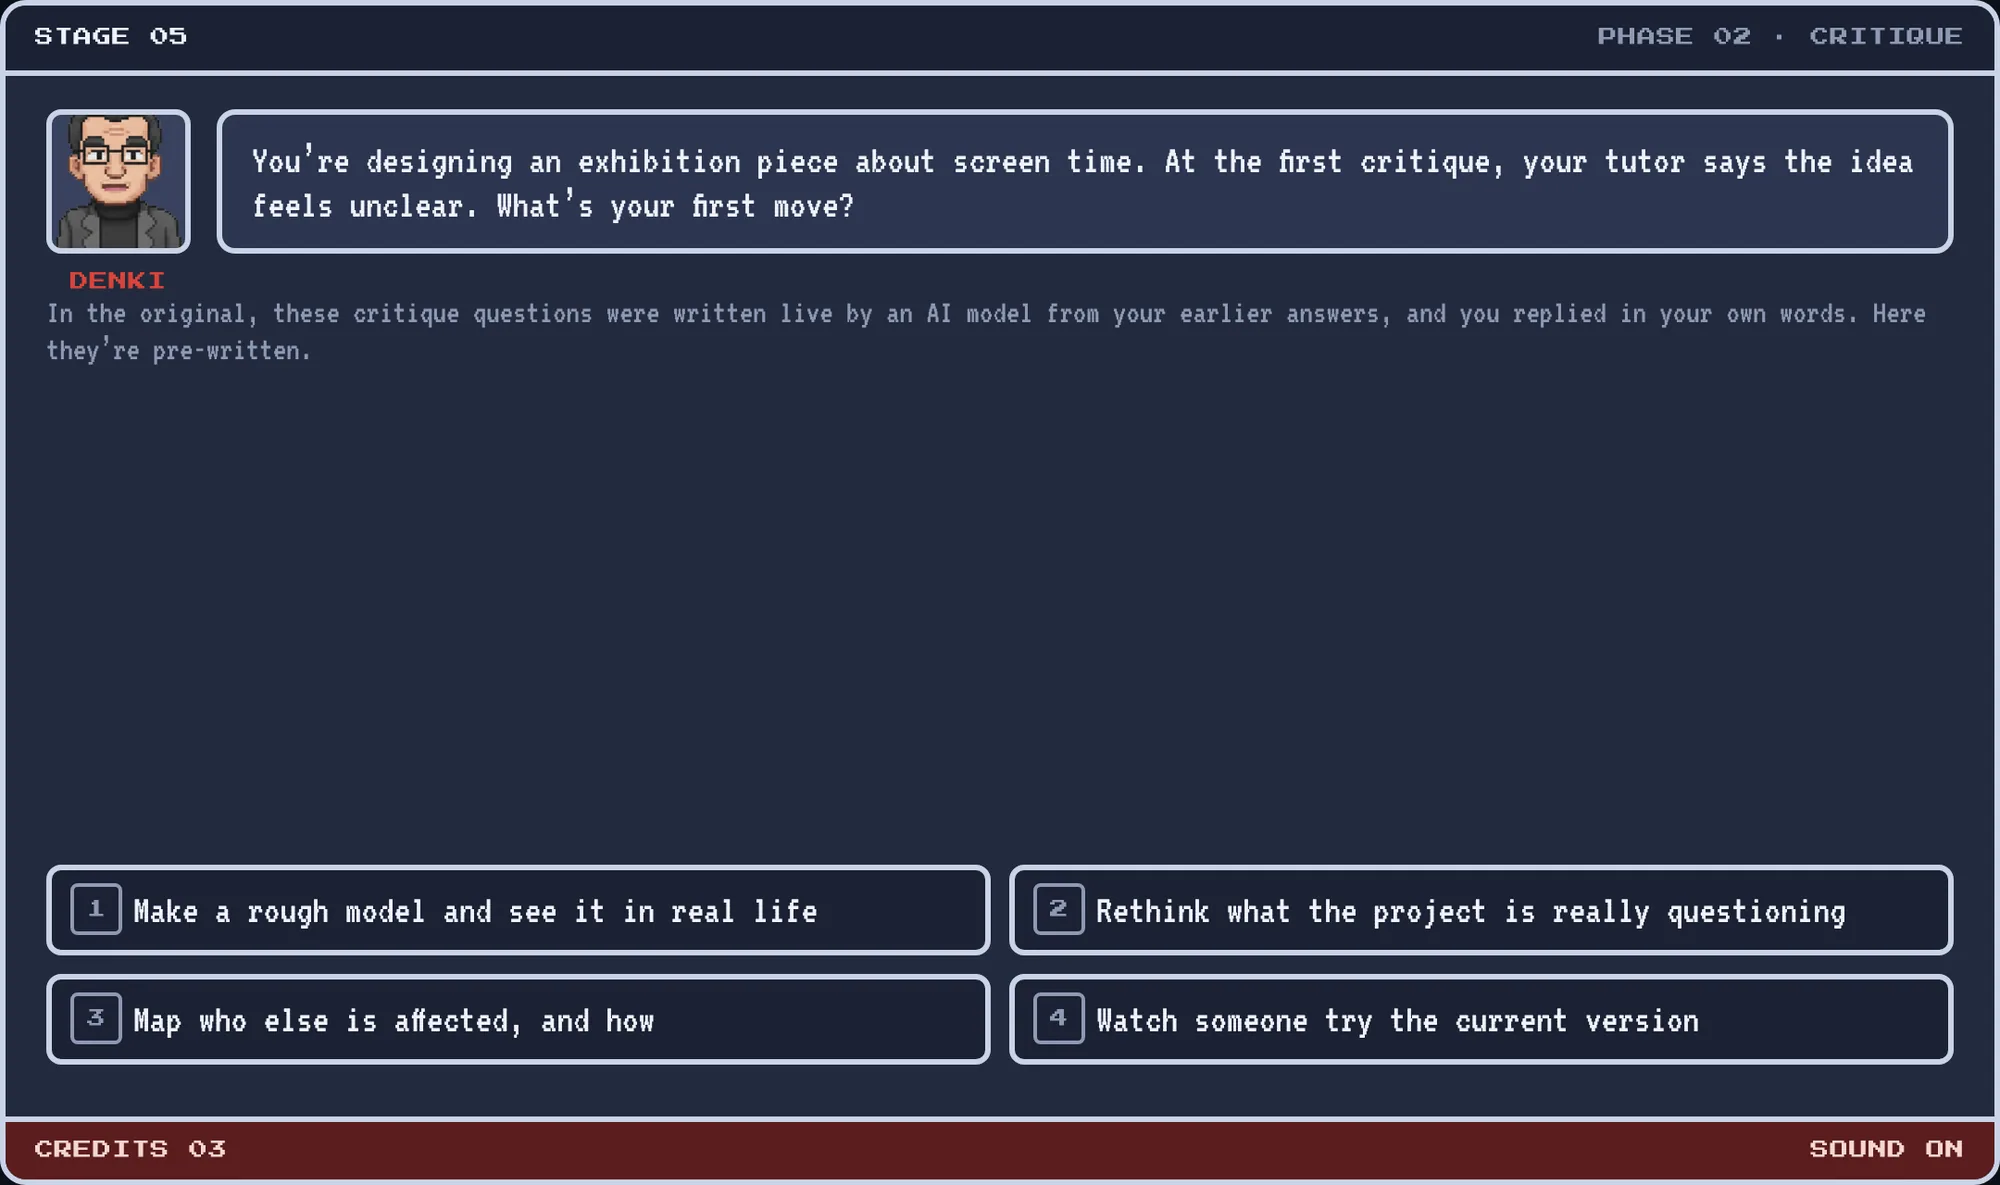 STAGE 05
PHASE 02 · CRITIQUE
You’re designing an exhibition piece about screen time. At the first critique, your tutor says the idea
feels unclear. What’s your first move?
DENKI
In the original, these critique questions were written live by an AI model from your earlier answers, and you replied in your own words. Here
they’re pre-written.
1 Make a rough model and see it in real life
2 Rethink what the project is really questioning
3 Map who else is affected, and how
4 Watch someone try the current version
CREDITS 03
SOUND ON